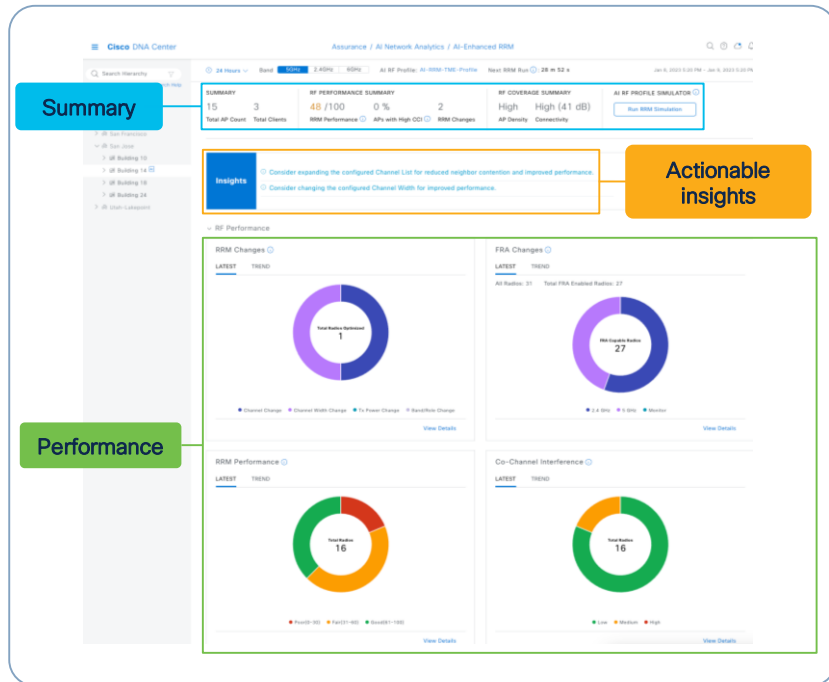 Cisco DNA Center
Assurance / AI Network Analytics / AI-Enhanced RRM
Search Hierarchy
24 Hours Band 5GHz 2.4GHz 6GHz AI RF Profile: AI-RRM-TME-Profile Next RRM Run 28 m 52 s
Summary
SUMMARY
15 3
Total AP Count Total Clients
RF PERFORMANCE SUMMARY
48 /100 0 % 2
RRM Performance APs with High CCI RRM Changes
RF COVERAGE SUMMARY
High High (41 dB)
AP Density Connectivity
AI RF PROFILE SIMULATOR
Run RRM Simulation
San Francisco
San Jose
Building 10
Building 14
Building 18
Building 24
Insights
Consider expanding the configured Channel List for reduced neighbor contention and improved performance.
Consider changing the configured Channel Width for improved performance.
Actionable
insights
RF Performance
Performance
RRM Changes
LATEST TREND
Total Radios Optimized
1
Channel Change Channel Width Change Tx Power Change Band/Role Change
View Details
FRA Changes
LATEST TREND
All Radios: 31 Total FRA Enabled Radios: 27
FRA Capable Radios
27
2.4 GHz 5 GHz Monitor
View Details
RRM Performance
LATEST TREND
Total Radios
16
Poor(0-30) Fair(31-60) Good(61-100)
View Details
Co-Channel Interference
LATEST TREND
Total Radios
16
Low Medium High
View Details